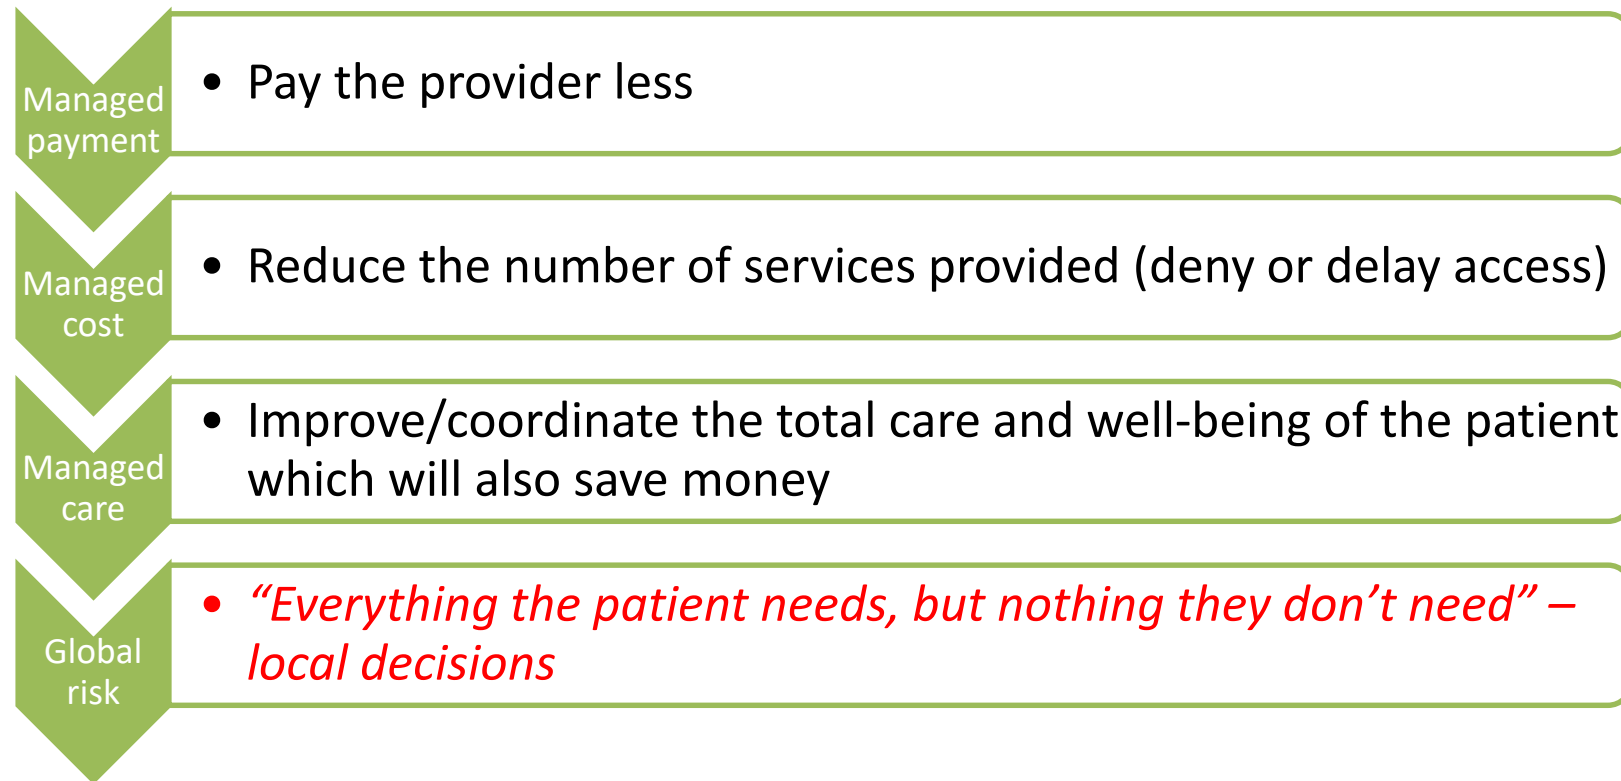 Managed
payment
• Pay the provider less
Managed
cost
• Reduce the number of services provided (deny or delay access)
Managed
care
• Improve/coordinate the total care and well-being of the patient
which will also save money
Global
risk
• “Everything the patient needs, but nothing they don’t need” –
local decisions